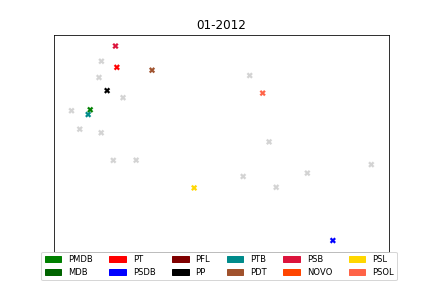 01-2012
PMDB PT PFL PTB PSB PSL
MDB PSDB PP PDT NOVO PSOL